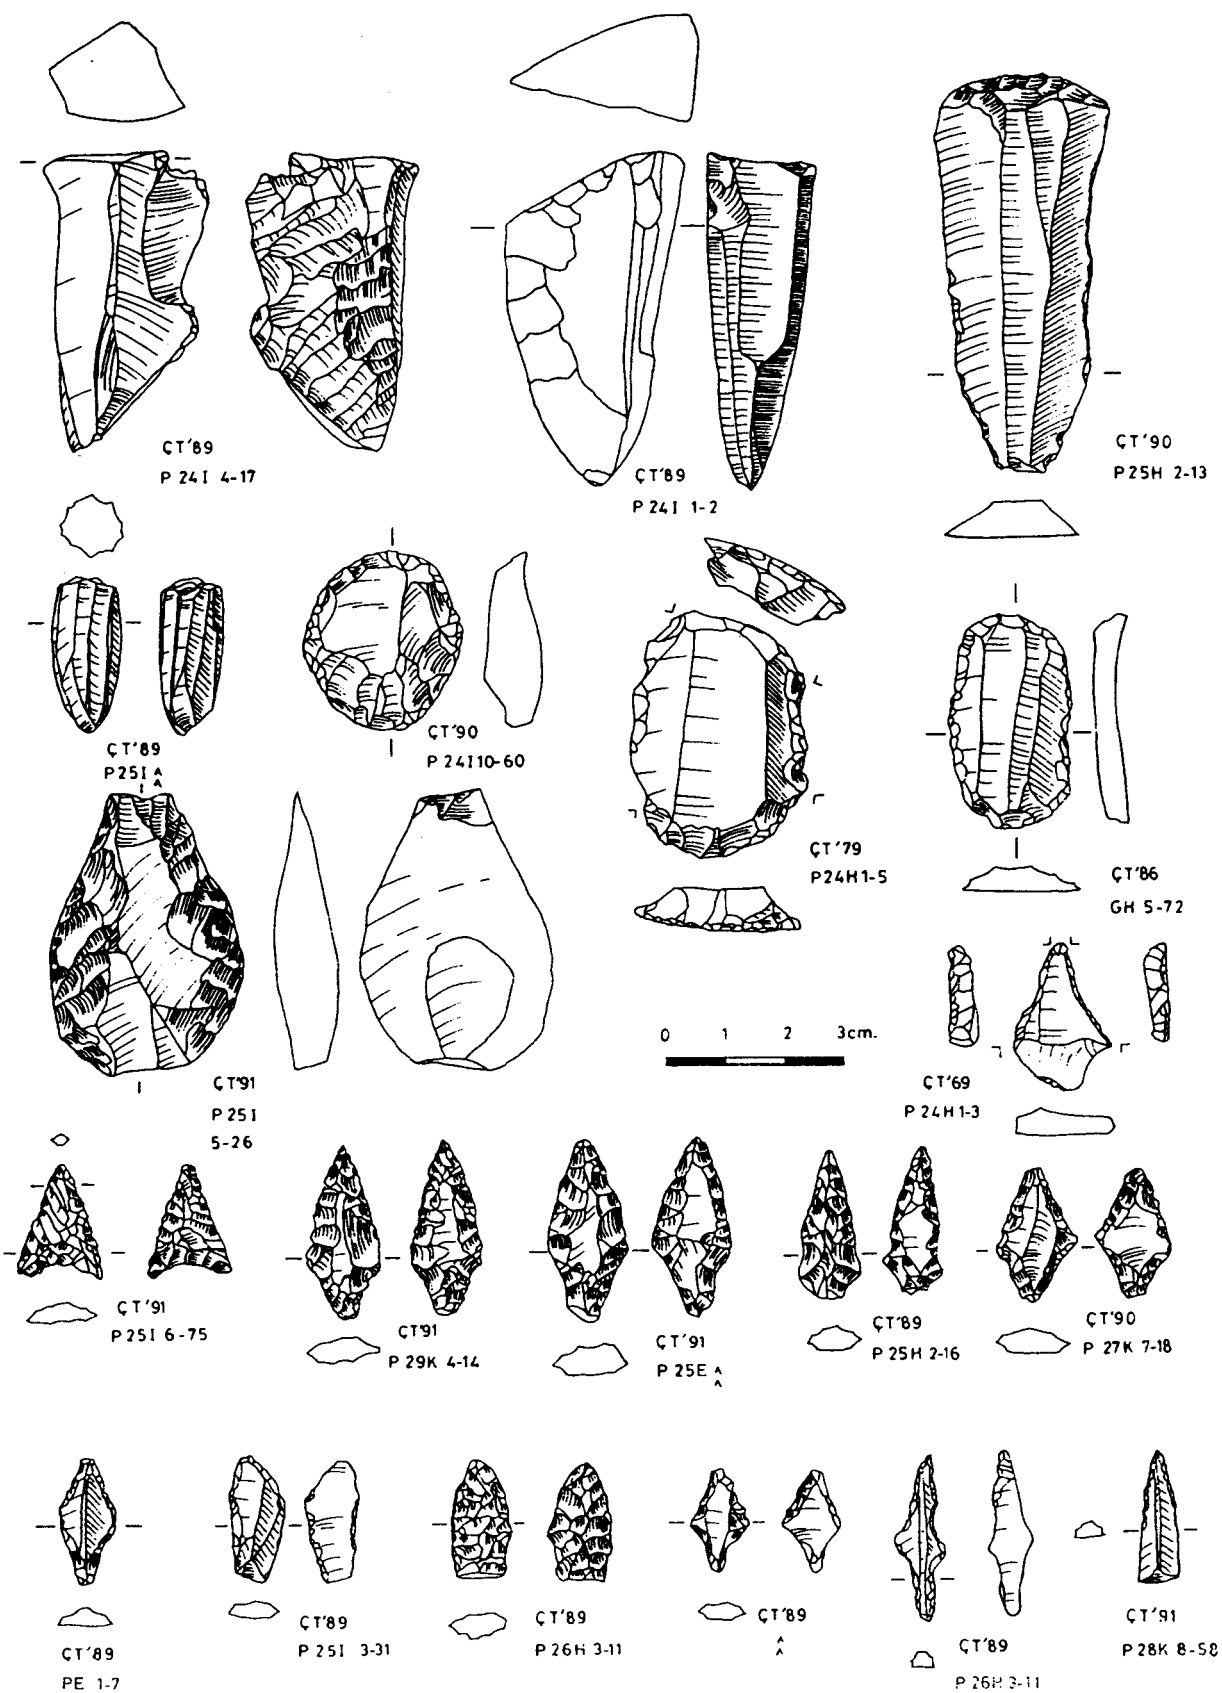 ÇT'89
P 24I 4-17
ÇT'89
P 24I 1-2
ÇT'90
P25H 2-13
ÇT'89
P25I ^^
ÇT'90
P 24I10-60
ÇT'79
P24H1-5
ÇT'86
GH 5-72
ÇT'91
P 25I
5-26
0 1 2 3cm.
ÇT'69
P 24H1-3
ÇT'91
P25I 6-75
ÇT'91
P 29K 4-14
ÇT'91
P 25E ^^
ÇT'89
P 25H 2-16
ÇT'90
P 27K 7-18
ÇT'89
PE 1-7
ÇT'89
P 25I 3-31
ÇT'89
P 26H 3-11
ÇT'89
^^
ÇT'89
P 26H 3-11
ÇT'91
P28K 8-58